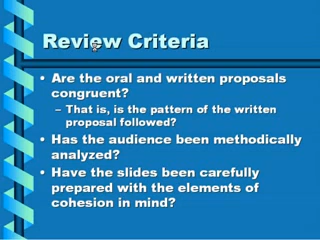 Review Criteria
• Are the oral and written proposals
congruent?
– That, is, is the pattern of the written
proposal followed?
• Has the audience been methodically
analyzed?
• Have the slides been carefully
prepared with the elements of
cohesion in mind?